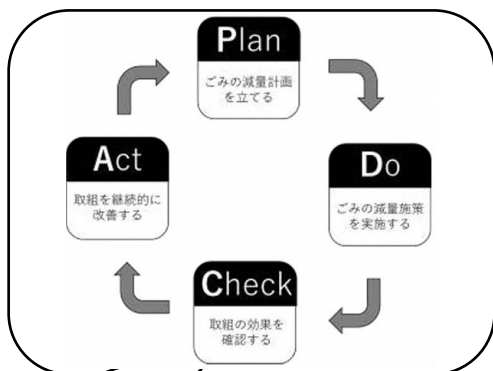 Plan
ごみの減量計画
を立てる
Do
ごみの減量施策
を実施する
Check
取組の効果を
確認する
Act
取組を継続的に
改善する